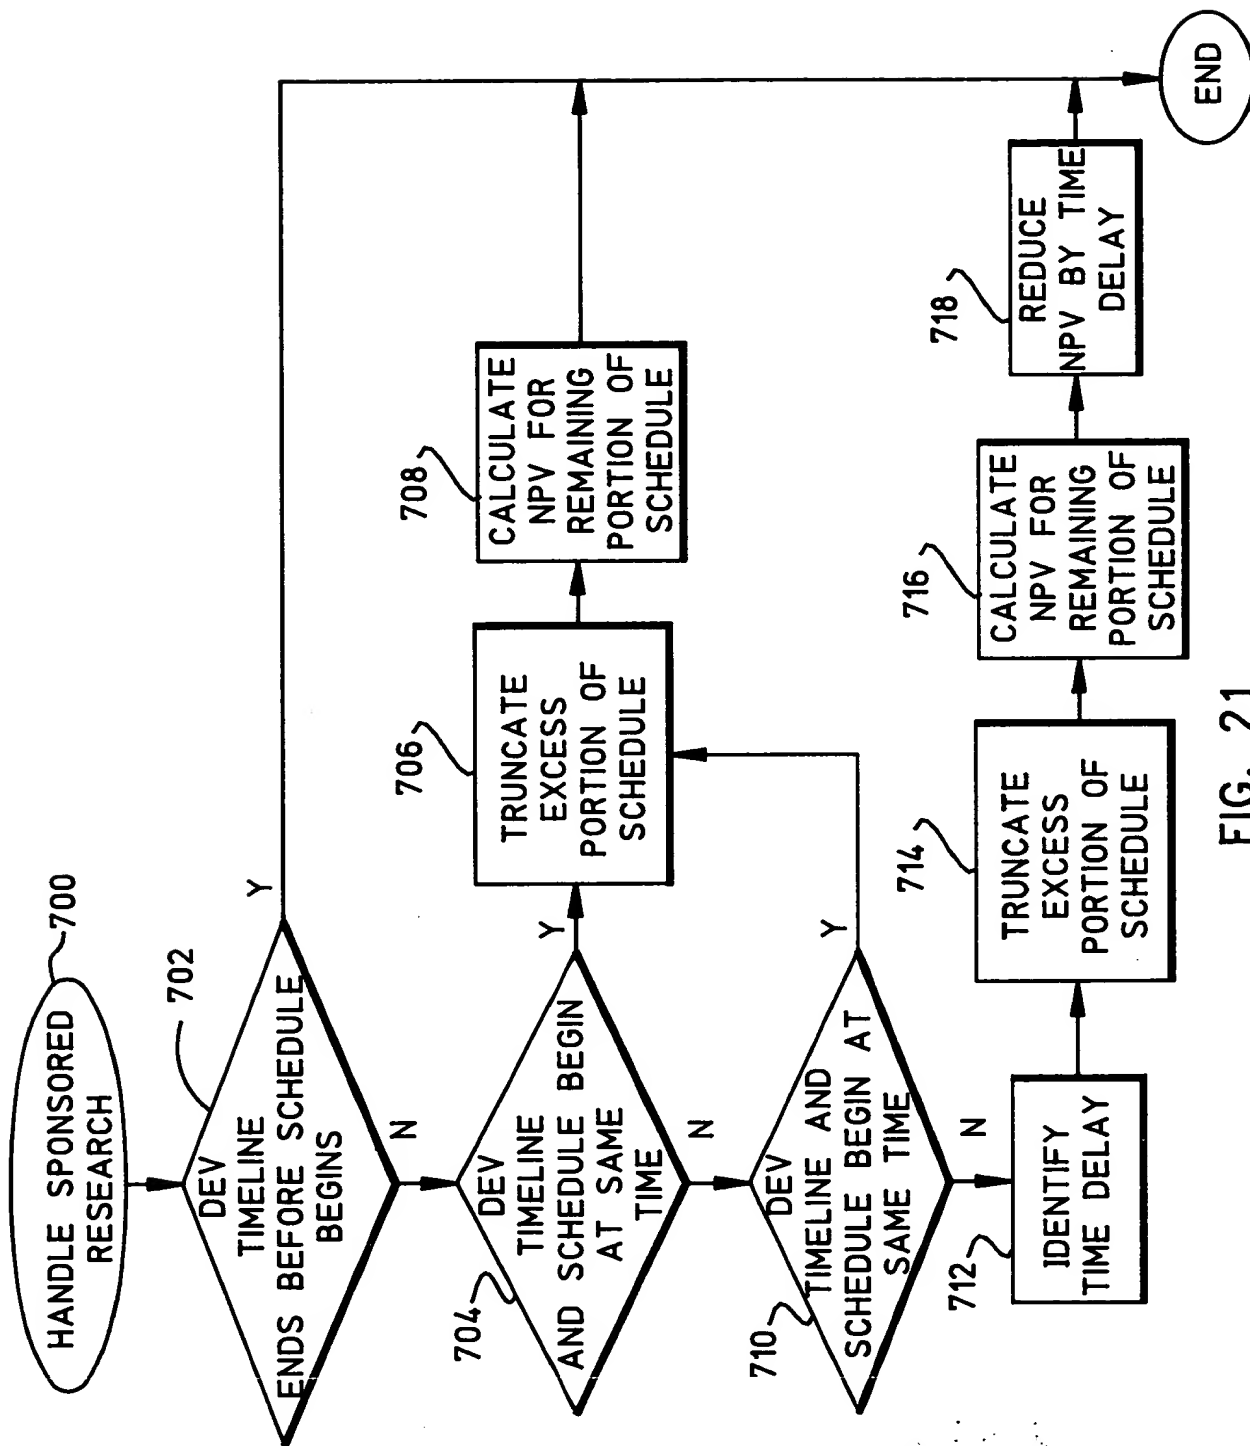 HANDLE SPONSORED
RESEARCH
700
DEV
TIMELINE
ENDS BEFORE SCHEDULE
BEGINS
702
Y
N
DEV
TIMELINE
AND SCHEDULE BEGIN
AT SAME
TIME
704
Y
N
TRUNCATE
EXCESS
PORTION OF
SCHEDULE
706
CALCULATE
NPV FOR
REMAINING
PORTION OF
SCHEDULE
708
DEV
TIMELINE AND
SCHEDULE BEGIN AT
SAME TIME
710
Y
N
IDENTIFY
TIME DELAY
712
TRUNCATE
EXCESS
PORTION OF
SCHEDULE
714
CALCULATE
NPV FOR
REMAINING
PORTION OF
SCHEDULE
716
REDUCE
NPV BY TIME
DELAY
718
END
FIG. 21